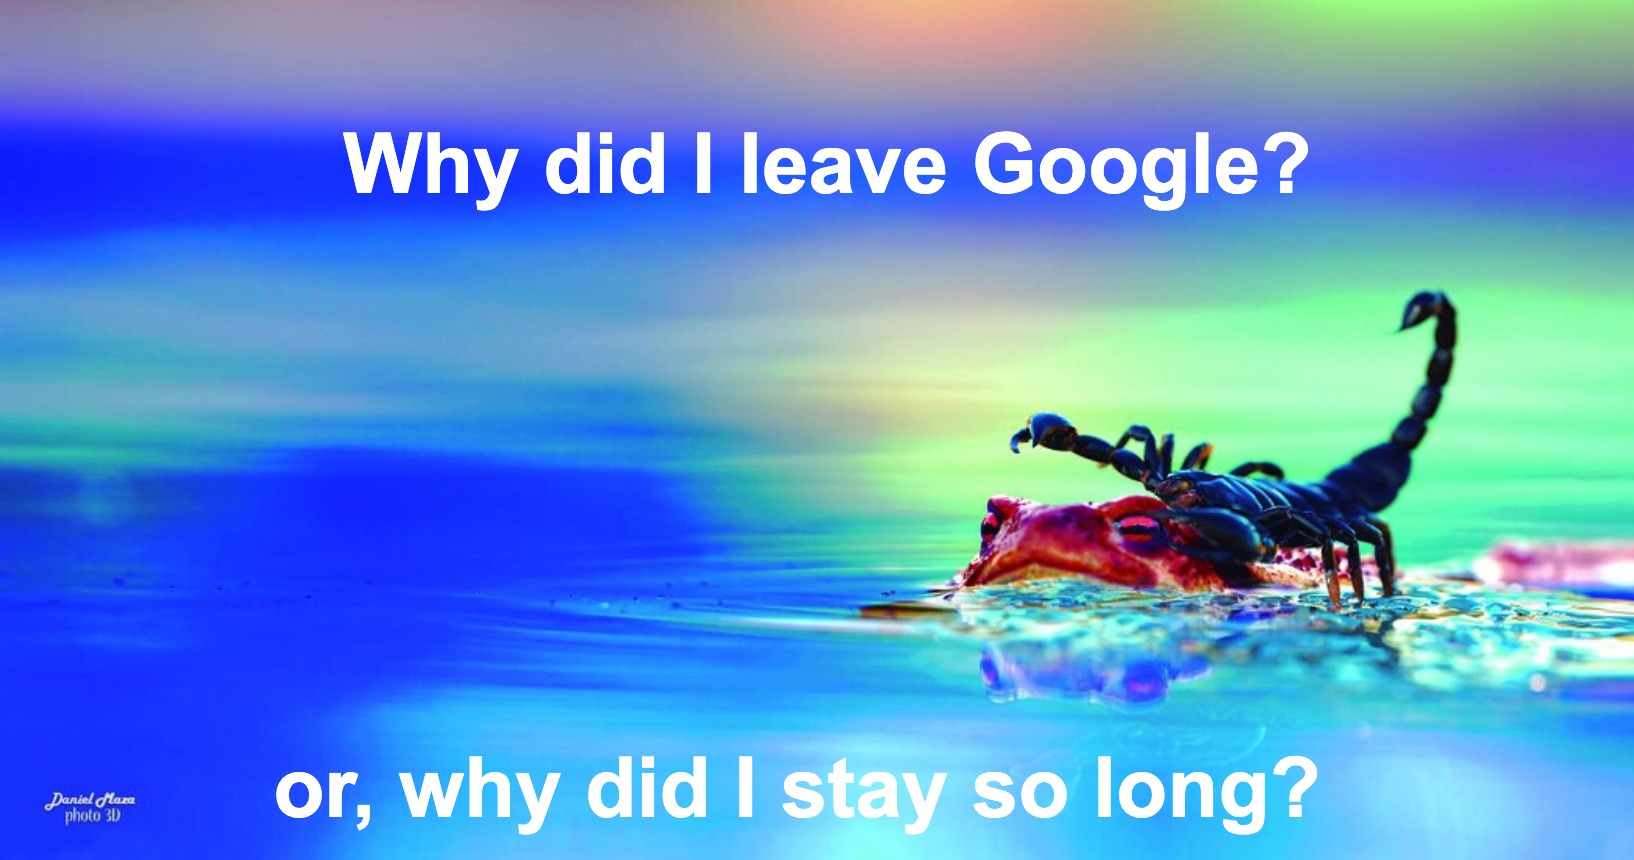 Why did I leave Google?
or, why did I stay so long?
Daniel Maza
photo 3D